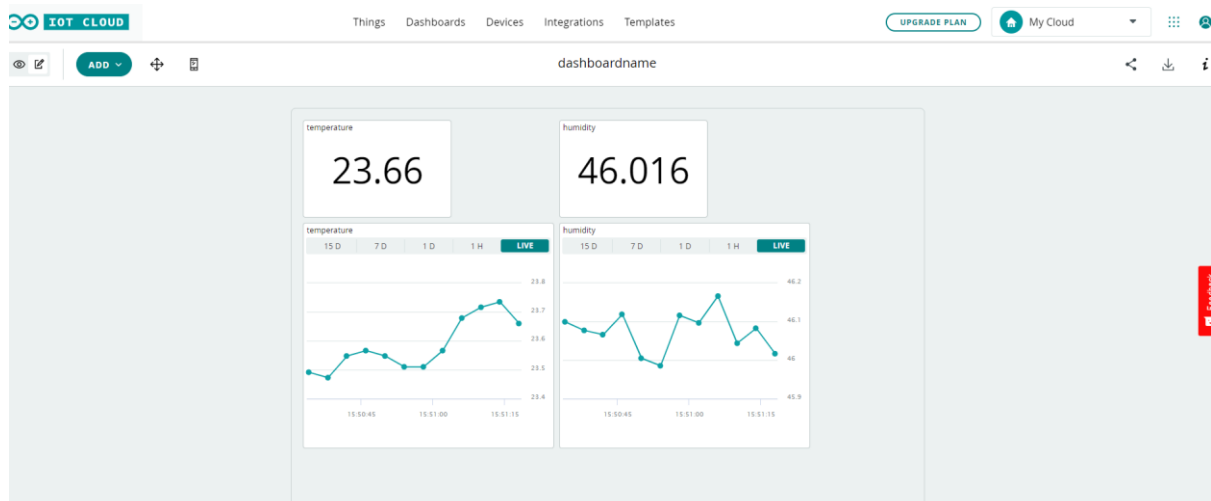 IOT CLOUD
Things Dashboards Devices Integrations Templates
UPGRADE PLAN
My Cloud
ADD
dashboardname
temperature
23.66
humidity
46.016
temperature
15 D 7 D 1 D 1 H LIVE
23.8
23.7
23.6
23.5
23.4
15:50:45 15:51:00 15:51:15
humidity
15 D 7 D 1 D 1 H LIVE
46.2
46.1
46
45.9
15:50:45 15:51:00 15:51:15
Feedback